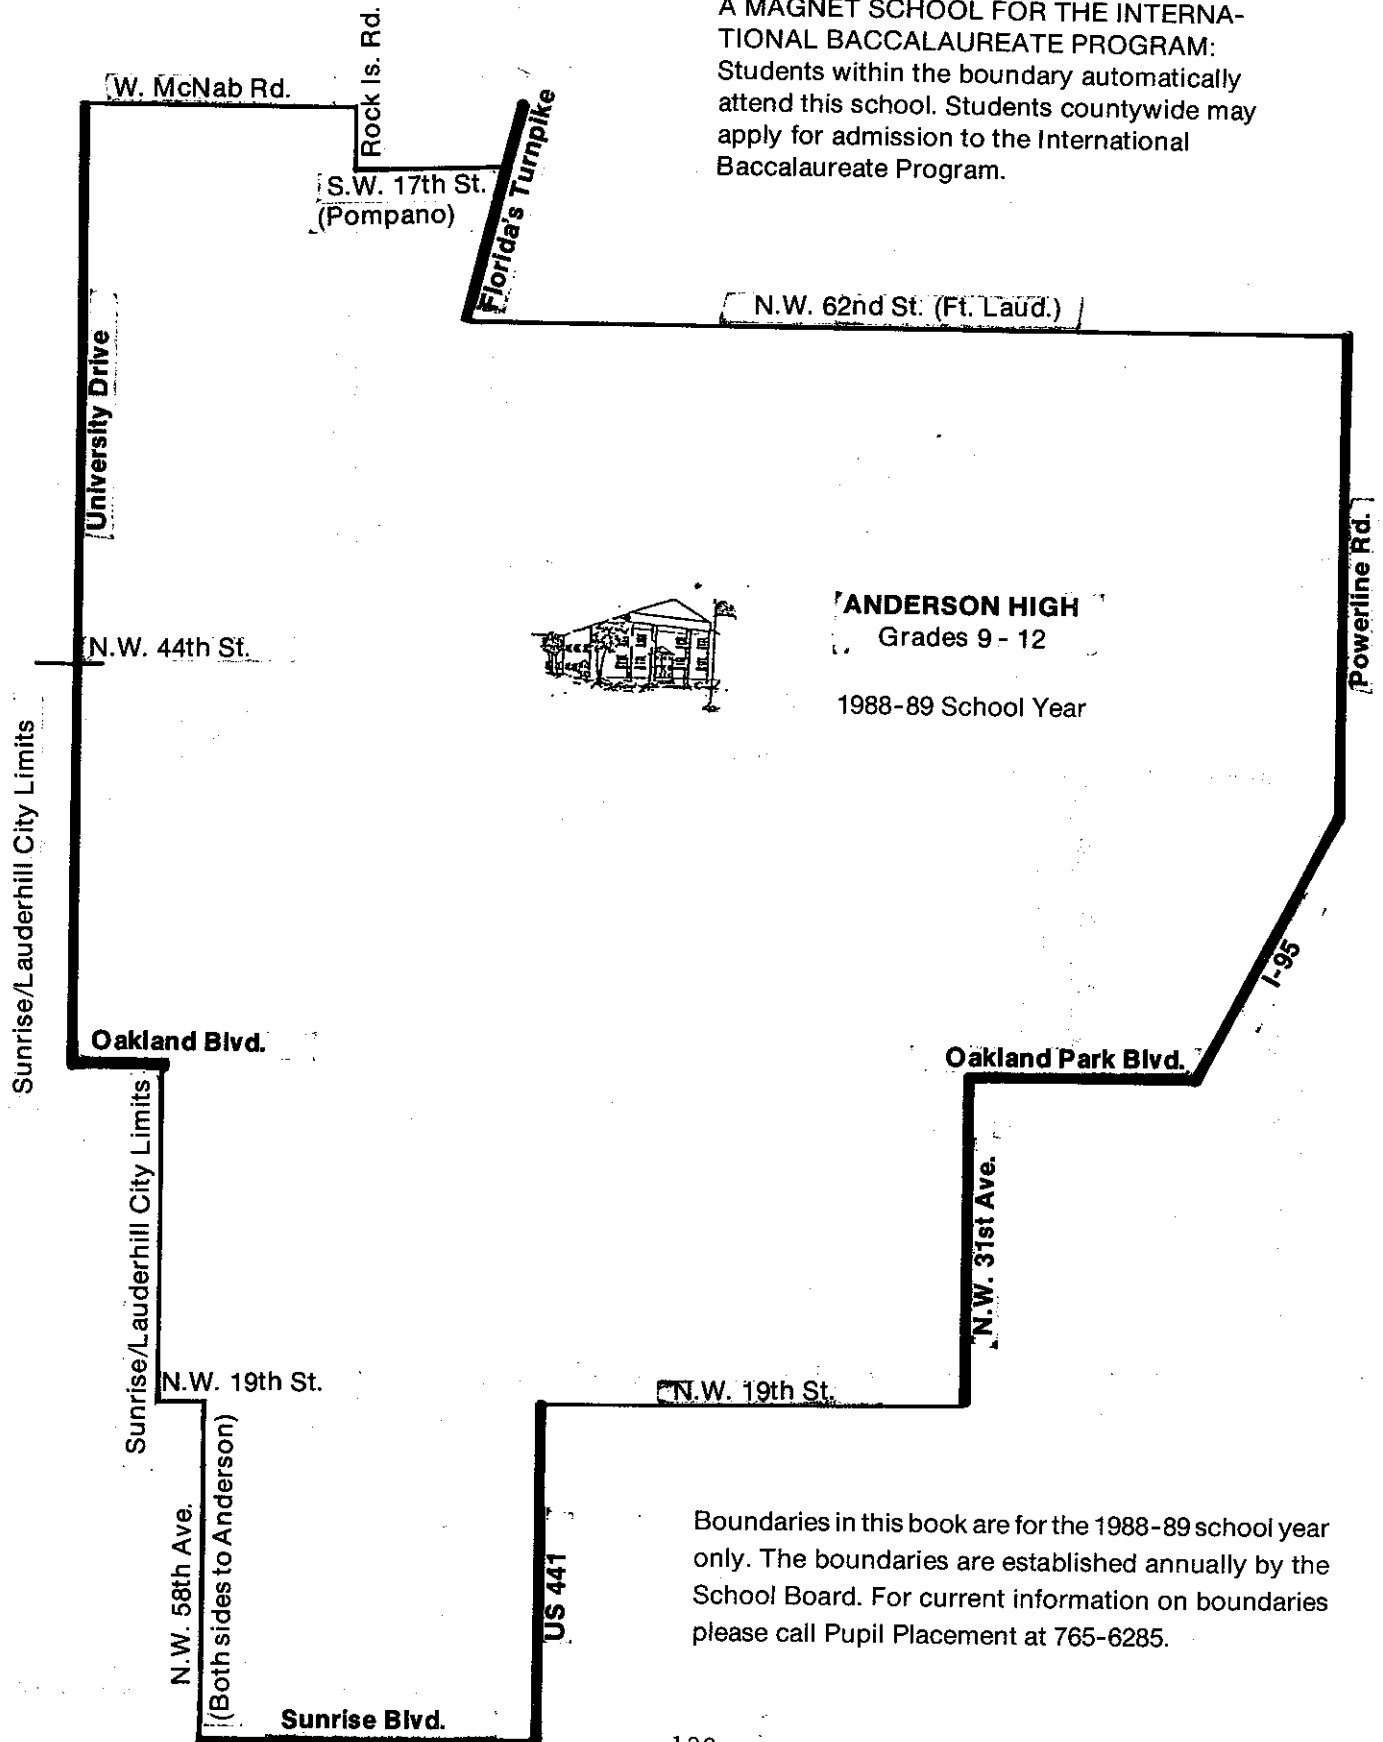 A MAGNET SCHOOL FOR THE INTERNA-
TIONAL BACCALAUREATE PROGRAM:
Students within the boundary automatically
attend this school. Students countywide may
apply for admission to the International
Baccalaureate Program.
Rock Is. Rd.
W. McNab Rd.
S.W. 17th St.
(Pompano)
Florida's Turnpike
N.W. 62nd St. (Ft. Laud.)
University Drive
Powerline Rd.
ANDERSON HIGH
Grades 9 - 12
1988-89 School Year
N.W. 44th St.
Sunrise/Lauderhill City Limits
I-95
Oakland Blvd.
Oakland Park Blvd.
Sunrise/Lauderhill City Limits
N.W. 31st Ave.
N.W. 19th St.
N.W. 19th St.
N.W. 58th Ave.
(Both sides to Anderson)
US 441
Boundaries in this book are for the 1988-89 school year
only. The boundaries are established annually by the
School Board. For current information on boundaries
please call Pupil Placement at 765-6285.
Sunrise Blvd.